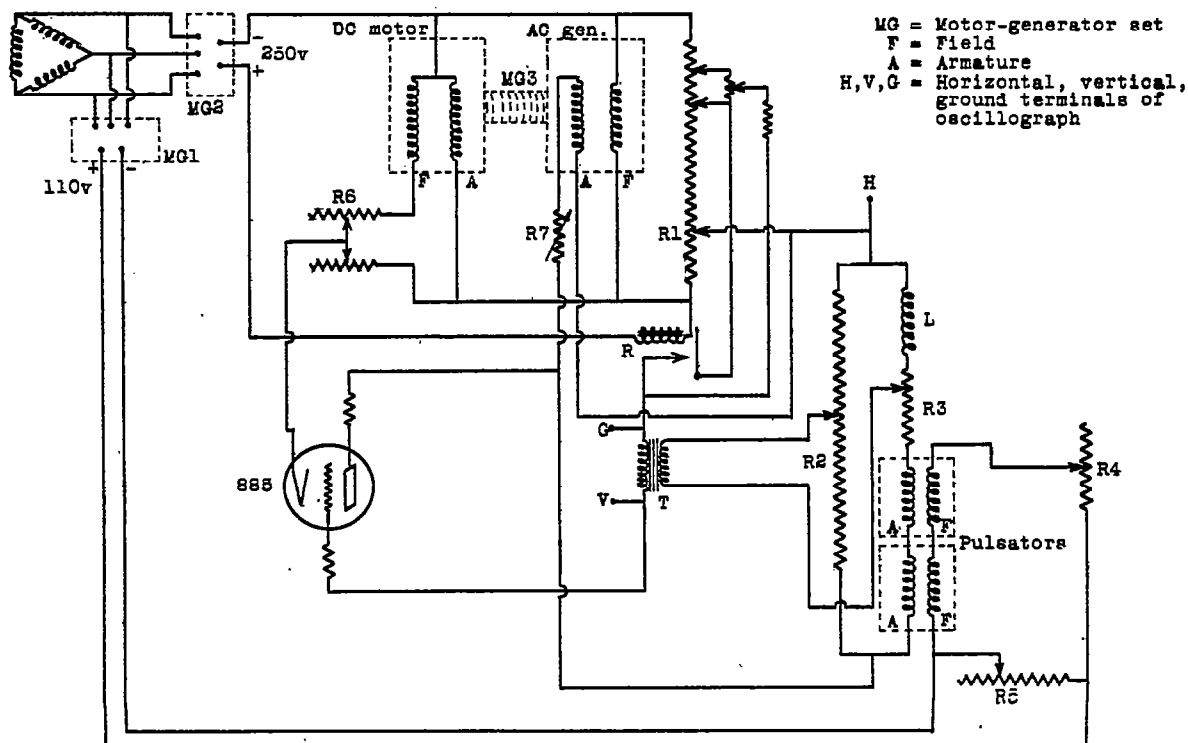 MG = Motor-generator set
F = Field
A = Armature
H,V,G = Horizontal, vertical,
ground terminals of
oscillograph
DC motor
AC gen.
MG3
MG2
- 250v
+
MG1
+ -
110v
F A
A F
R6
R7
R1
H
L
R
R3
G
R2
R4
885
V T
A F
Pulsators
A F
R5